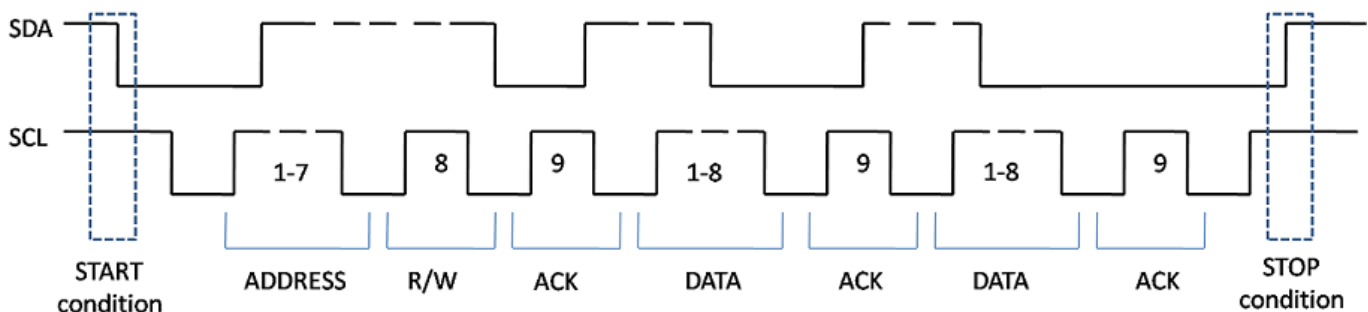 SDA
SCL
1-7 8 9 1-8 9 1-8 9
START
condition
ADDRESS R/W ACK DATA ACK DATA ACK
STOP
condition